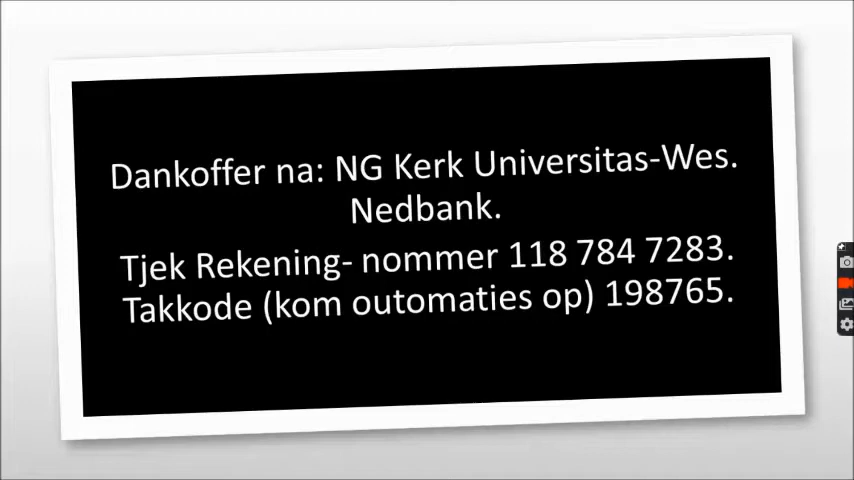 Dankoffer na: NG Kerk Universitas-Wes.
Nedbank.
Tjek Rekening- nommer 118 784 7283.
Takkode (kom outomaties op) 198765.